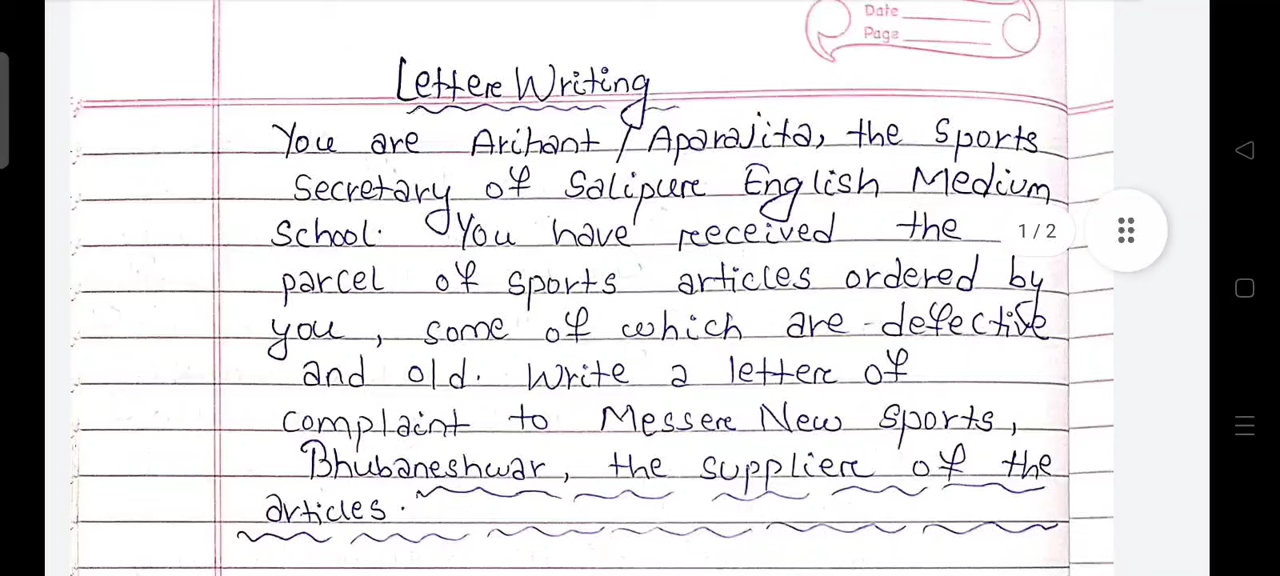 Date
Page
Letter Writing
You are Arihant / Aparajita, the Sports
Secretary of Salipur English Medium
School. You have received the
1/2
parcel of sports articles ordered by
you, some of which are defective
and old. Write a letter of
complaint to Messer New sports,
Bhubaneshwar, the supplier of the
articles.